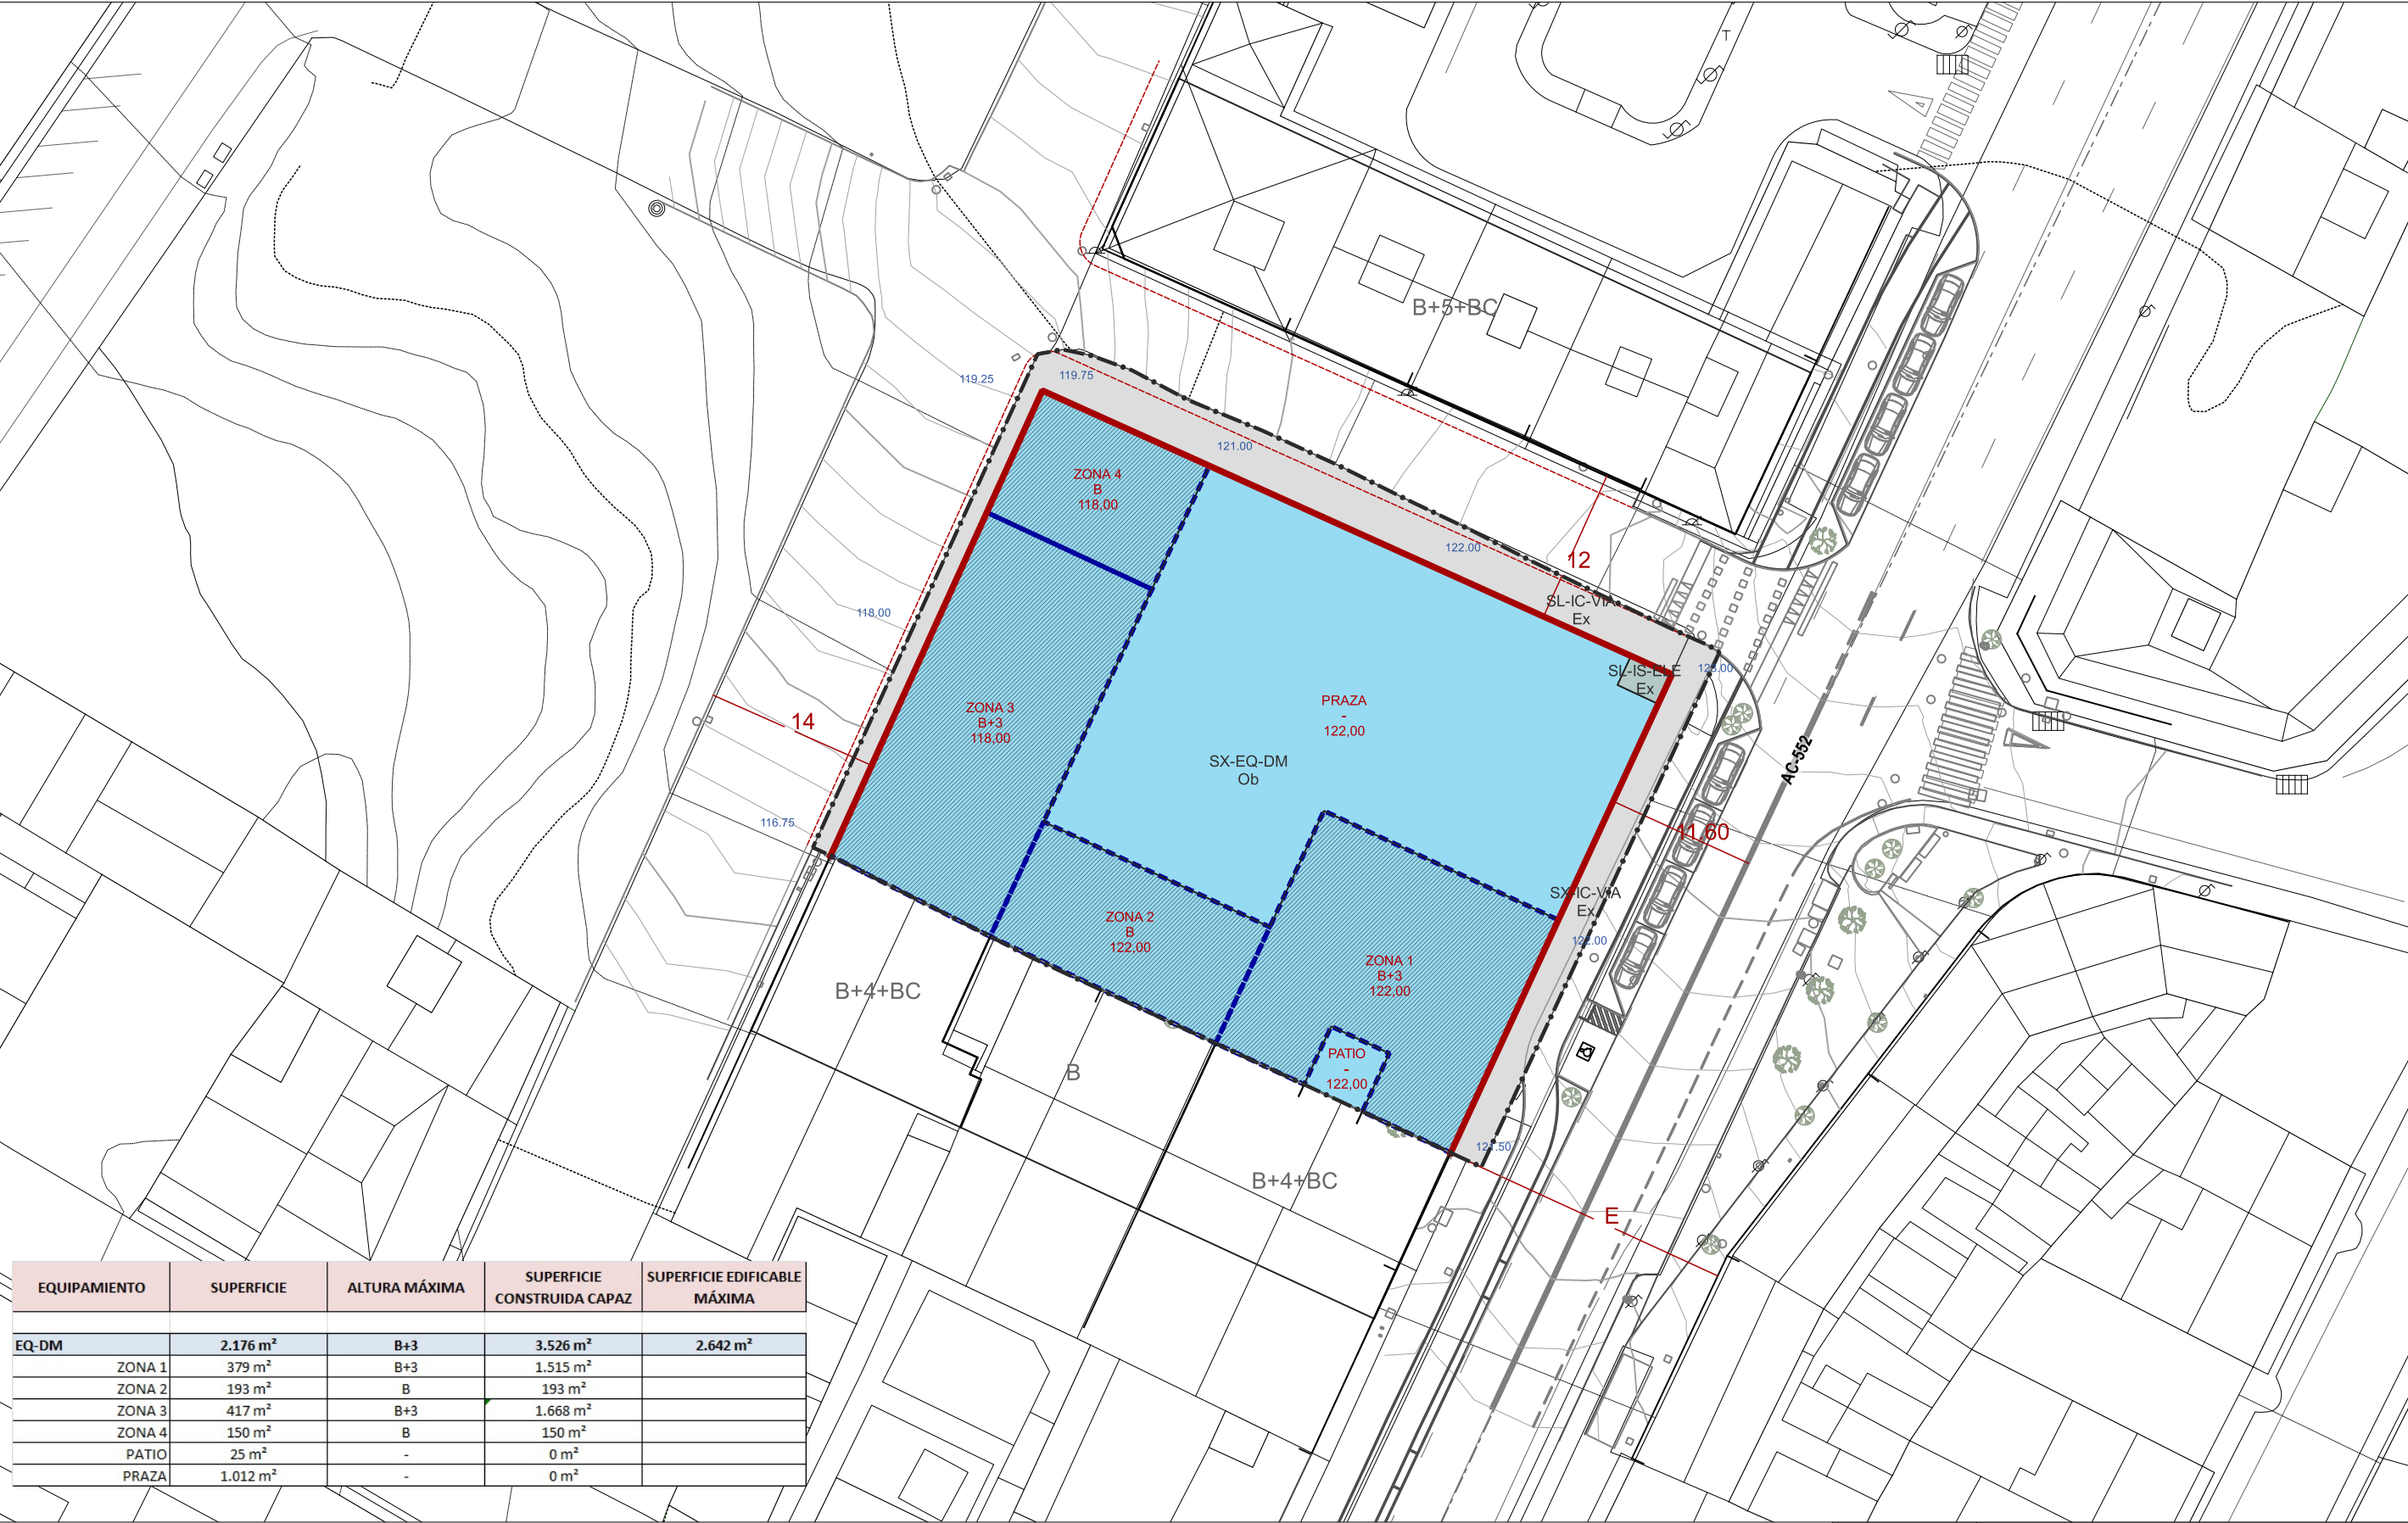 T
B+5+BC
119.25
119.75
121.00
ZONA 4
B
118,00
122.00
12
SL-IC-VIA
Ex
118.00
SL-IS-ELE
Ex
ZONA 3
B+3
118,00
PRAZA
-
122,00
14
SX-EQ-DM
Ob
AC-552
116.75
11.60
SX-IC-VIA
Ex
ZONA 2
B
122,00
122.00
ZONA 1
B+3
122,00
B+4+BC
PATIO
-
122,00
B
121.50
B+4+BC
E
EQUIPAMIENTO SUPERFICIE ALTURA MÁXIMA SUPERFICIE CONSTRUIDA CAPAZ SUPERFICIE EDIFICABLE MÁXIMA
EQ-DM 2.176 m² B+3 3.526 m² 2.642 m²
ZONA 1 379 m² B+3 1.515 m²
ZONA 2 193 m² B 193 m²
ZONA 3 417 m² B+3 1.668 m²
ZONA 4 150 m² B 150 m²
PATIO 25 m² - 0 m²
PRAZA 1.012 m² - 0 m²